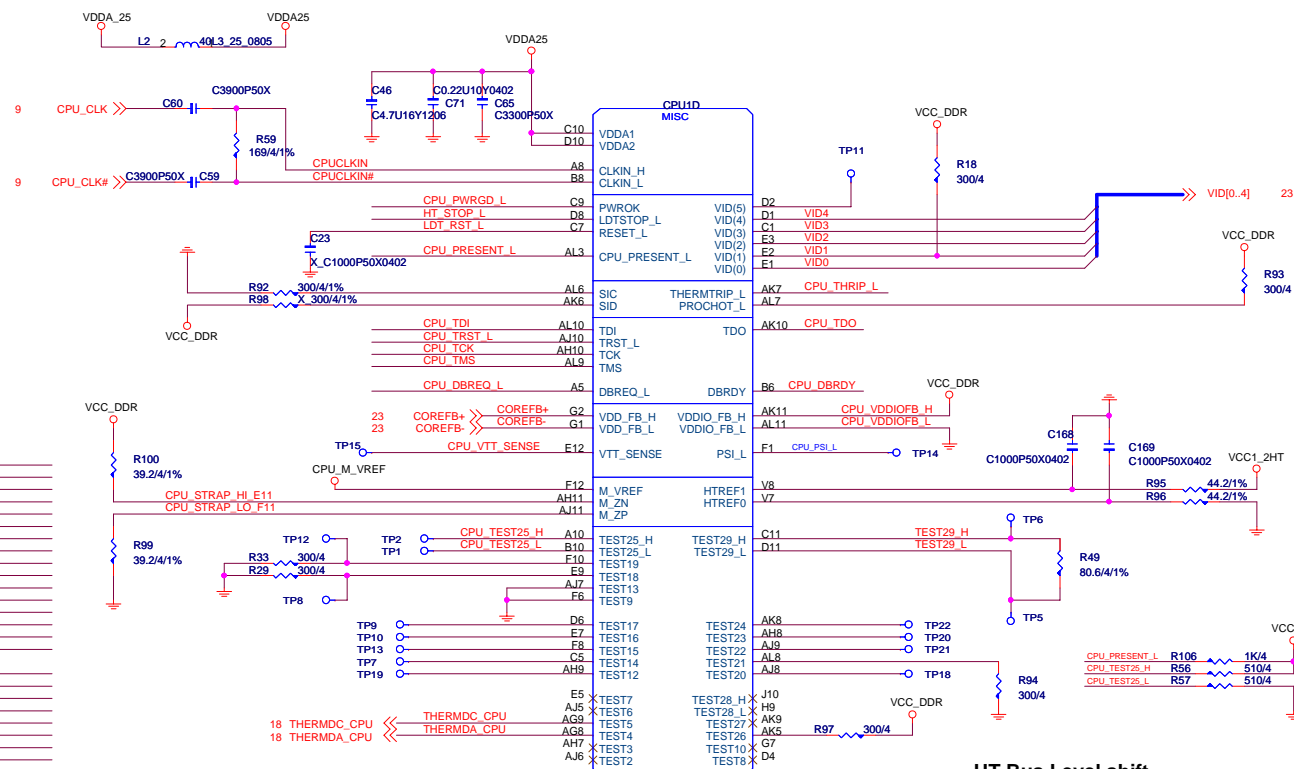 VDDA_25
VDDA25
L2 2 40L3_25_0805
VDDA25
C3900P50X
9 CPU_CLK C60
R59
169/4/1%
9 CPU_CLK# C3900P50X C59
CPUCLKIN
CPUCLKIN#
C46
C4.7U16Y1206
C0.22U10Y0402
C71
C65
C3300P50X
CPU1D
MISC
C10 VDDA1
D10 VDDA2
A8 CLKIN_H
B8 CLKIN_L
CPU_PWRGD_L C9 PWROK
HT_STOP_L D8 LDTSTOP_L
LDT_RST_L C7 RESET_L
C23
X_C1000P50X0402
CPU_PRESENT_L AL3 CPU_PRESENT_L
VID(5) D2
VID(4) D1 VID4
VID(3) C1 VID3
VID(2) E3 VID2
VID(1) E2 VID1
VID(0) E1 VID0
TP11
VCC_DDR
R18
300/4
VID[0..4] 23
VCC_DDR
R93
300/4
R92 300/4/1% AL6 SIC
R98 X_300/4/1% AK6 SID
VCC_DDR
THERMTRIP_L AK7 CPU_THRIP_L
PROCHOT_L AL7
CPU_TDI AL10 TDI
CPU_TRST_L AJ10 TRST_L
CPU_TCK AH10 TCK
CPU_TMS AL9 TMS
TDO AK10 CPU_TDO
CPU_DBREQ_L A5 DBREQ_L
DBRDY B6 CPU_DBRDY
VCC_DDR
23 COREFB+ COREFB+ G2 VDD_FB_H
23 COREFB- COREFB- G1 VDD_FB_L
VDDIO_FB_H AK11 CPU_VDDIOFB_H
VDDIO_FB_L AL11 CPU_VDDIOFB_L
TP15 CPU_VTT_SENSE E12 VTT_SENSE
PSI_L F1 CPU_PSI_L TP14
C168
C1000P50X0402
C169
C1000P50X0402
VCC1_2HT
VCC_DDR
R100
39.2/4/1%
CPU_M_VREF
F12 M_VREF
CPU_STRAP_HI_E11 AH11 M_ZN
CPU_STRAP_LO_F11 AJ11 M_ZP
HTREF1 V8 R95 44.2/1%
HTREF0 V7 R96 44.2/1%
R99
39.2/4/1%
TP12
TP2 CPU_TEST25_H A10 TEST25_H
TP1 CPU_TEST25_L B10 TEST25_L
R33 300/4 F10 TEST19
R29 300/4 E9 TEST18
AJ7 TEST13
F6 TEST9
TP8
TEST29_H C11 TEST29_H
TEST29_L D11 TEST29_L
TP6
R49
80.6/4/1%
TP5
TP9 D6 TEST17
TP10 E7 TEST16
TP13 F8 TEST15
TP7 C5 TEST14
TP19 AH9 TEST12
TEST24 AK8 TP22
TEST23 AH8 TP20
TEST22 AJ9 TP21
TEST21 AL8
TEST20 AJ8 TP18
R94
300/4
VCC
CPU_PRESENT_L R106 1K/4
CPU_TEST25_H R56 510/4
CPU_TEST25_L R57 510/4
E5 TEST7
AJ5 TEST6
18 THERMDC_CPU THERMDC_CPU AG9 TEST5
18 THERMDA_CPU THERMDA_CPU AG8 TEST4
AH7 TEST3
AJ6 TEST2
TEST28_H J10
TEST28_L H9
TEST27 AK9
TEST26 AK5 R97 300/4
TEST10 G7
TEST8 D4
VCC_DDR
HT Bus Level shift